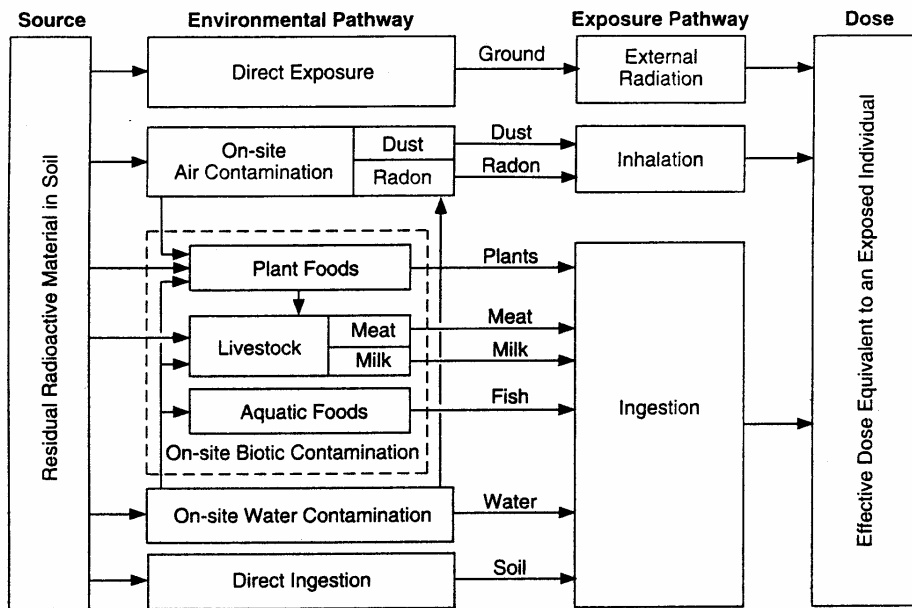 Source
Environmental Pathway
Exposure Pathway
Dose
Residual Radioactive Material in Soil
Direct Exposure
Ground
External
Radiation
On-site
Air Contamination
Dust
Radon
Dust
Radon
Inhalation
Plant Foods
Plants
Livestock
Meat
Milk
Meat
Milk
Aquatic Foods
Fish
On-site Biotic Contamination
Ingestion
On-site Water Contamination
Water
Direct Ingestion
Soil
Effective Dose Equivalent to an Exposed Individual